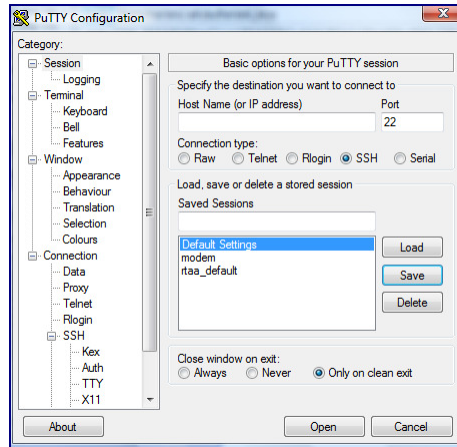 PuTTY Configuration
Category:
Session
Logging
Terminal
Keyboard
Bell
Features
Window
Appearance
Behaviour
Translation
Selection
Colours
Connection
Data
Proxy
Telnet
Rlogin
SSH
Kex
Auth
TTY
X11
Basic options for your PuTTY session
Specify the destination you want to connect to
Host Name (or IP address) Port
22
Connection type:
Raw Telnet Rlogin SSH Serial
Load, save or delete a stored session
Saved Sessions
Default Settings
modem
rtaa_default
Load
Save
Delete
Close window on exit:
Always Never Only on clean exit
About Open Cancel